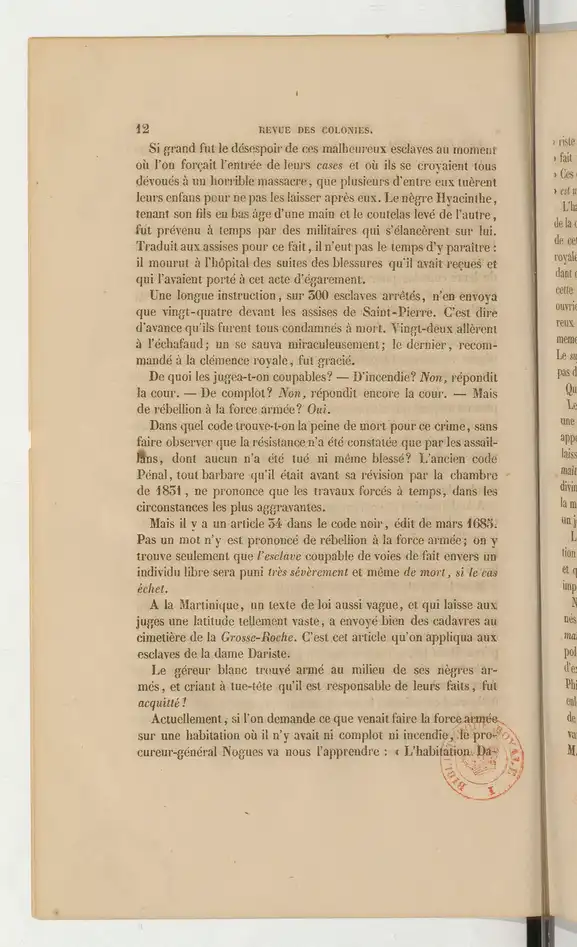 12 REVUE DES COLONIES.
Si grand fut le désespoir de ces malheureux esclaves au moment
où l'on forçait l'entrée de leurs cases et où ils se croyaient tous
dévoués à un horrible massacre, que plusieurs d'entre eux tuèrent
leurs enfans pour ne pas les laisser après eux. Le nègre Hyacinthe,
tenant son fils en bas âge d'une main et le coutelas levé de l'autre,
fut prévenu à temps par des militaires qui s'élancèrent sur lui.
Traduit aux assises pour ce fait, il n'eut pas le temps d'y paraître :
il mourut à l'hôpital des suites des blessures qu'il avait reçues et
qui l'avaient porté à cet acte d'égarement.
Une longue instruction, sur 300 esclaves arrêtés, n'en envoya
que vingt-quatre devant les assises de Saint-Pierre. C'est dire
d'avance qu'ils furent tous condamnés à mort. Vingt-deux allèrent
à l'échafaud; un se sauva miraculeusement; le dernier, recom-
mandé à la clémence royale, fut gracié.
De quoi les jugea-t-on coupables? — D'incendie? Non, répondit
la cour. — De complot? Non, répondit encore la cour. — Mais
de rébellion à la force armée? Oui.
Dans quel code trouve-t-on la peine de mort pour ce crime, sans
faire observer que la résistance n'a été constatée que par les assail-
lans, dont aucun n'a été tué ni même blessé? L'ancien code
Pénal, tout barbare qu'il était avant sa révision par la chambre
de 1831, ne prononce que les travaux forcés à temps, dans les
circonstances les plus aggravantes.
Mais il y a un article 34 dans le code noir, édit de mars 1685.
Pas un mot n'y est prononcé de rébellion à la force armée; on y
trouve seulement que l'esclave coupable de voies de fait envers un
individu libre sera puni très sévèrement et même de mort, si le cas
échet.
A la Martinique, un texte de loi aussi vague, et qui laisse aux
juges une latitude tellement vaste, a envoyé bien des cadavres au
cimetière de la Grosse-Roche. C'est cet article qu'on appliqua aux
esclaves de la dame Dariste.
Le géreur blanc trouvé armé au milieu de ses nègres ar-
més, et criant à tue-tête qu'il est responsable de leurs faits, fut
acquitté!
Actuellement, si l'on demande ce que venait faire la force armée
sur une habitation où il n'y avait ni complot ni incendie, le pro-
cureur-général Nogues va nous l'apprendre : « L'habitation Da-